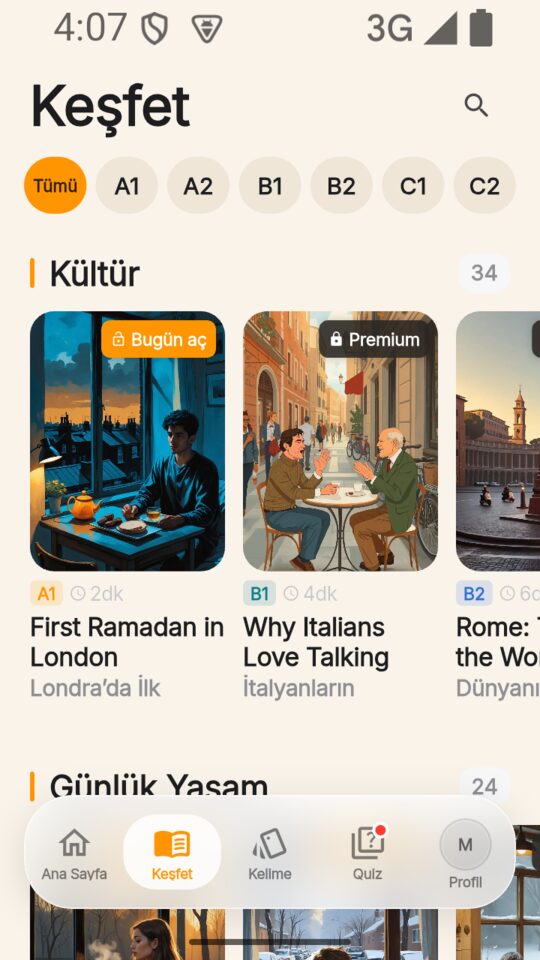 4:07
3G
Keşfet
Tümü A1 A2 B1 B2 C1 C2
Kültür
34
Bugün aç
Premium
A1 2dk
First Ramadan in
London
Londra’da İlk
B1 4dk
Why Italians
Love Talking
İtalyanların
B2
Rome:
the
Günlük Yaşam
24
Ana Sayfa
Keşfet
Kelime
Quiz
M
Profil